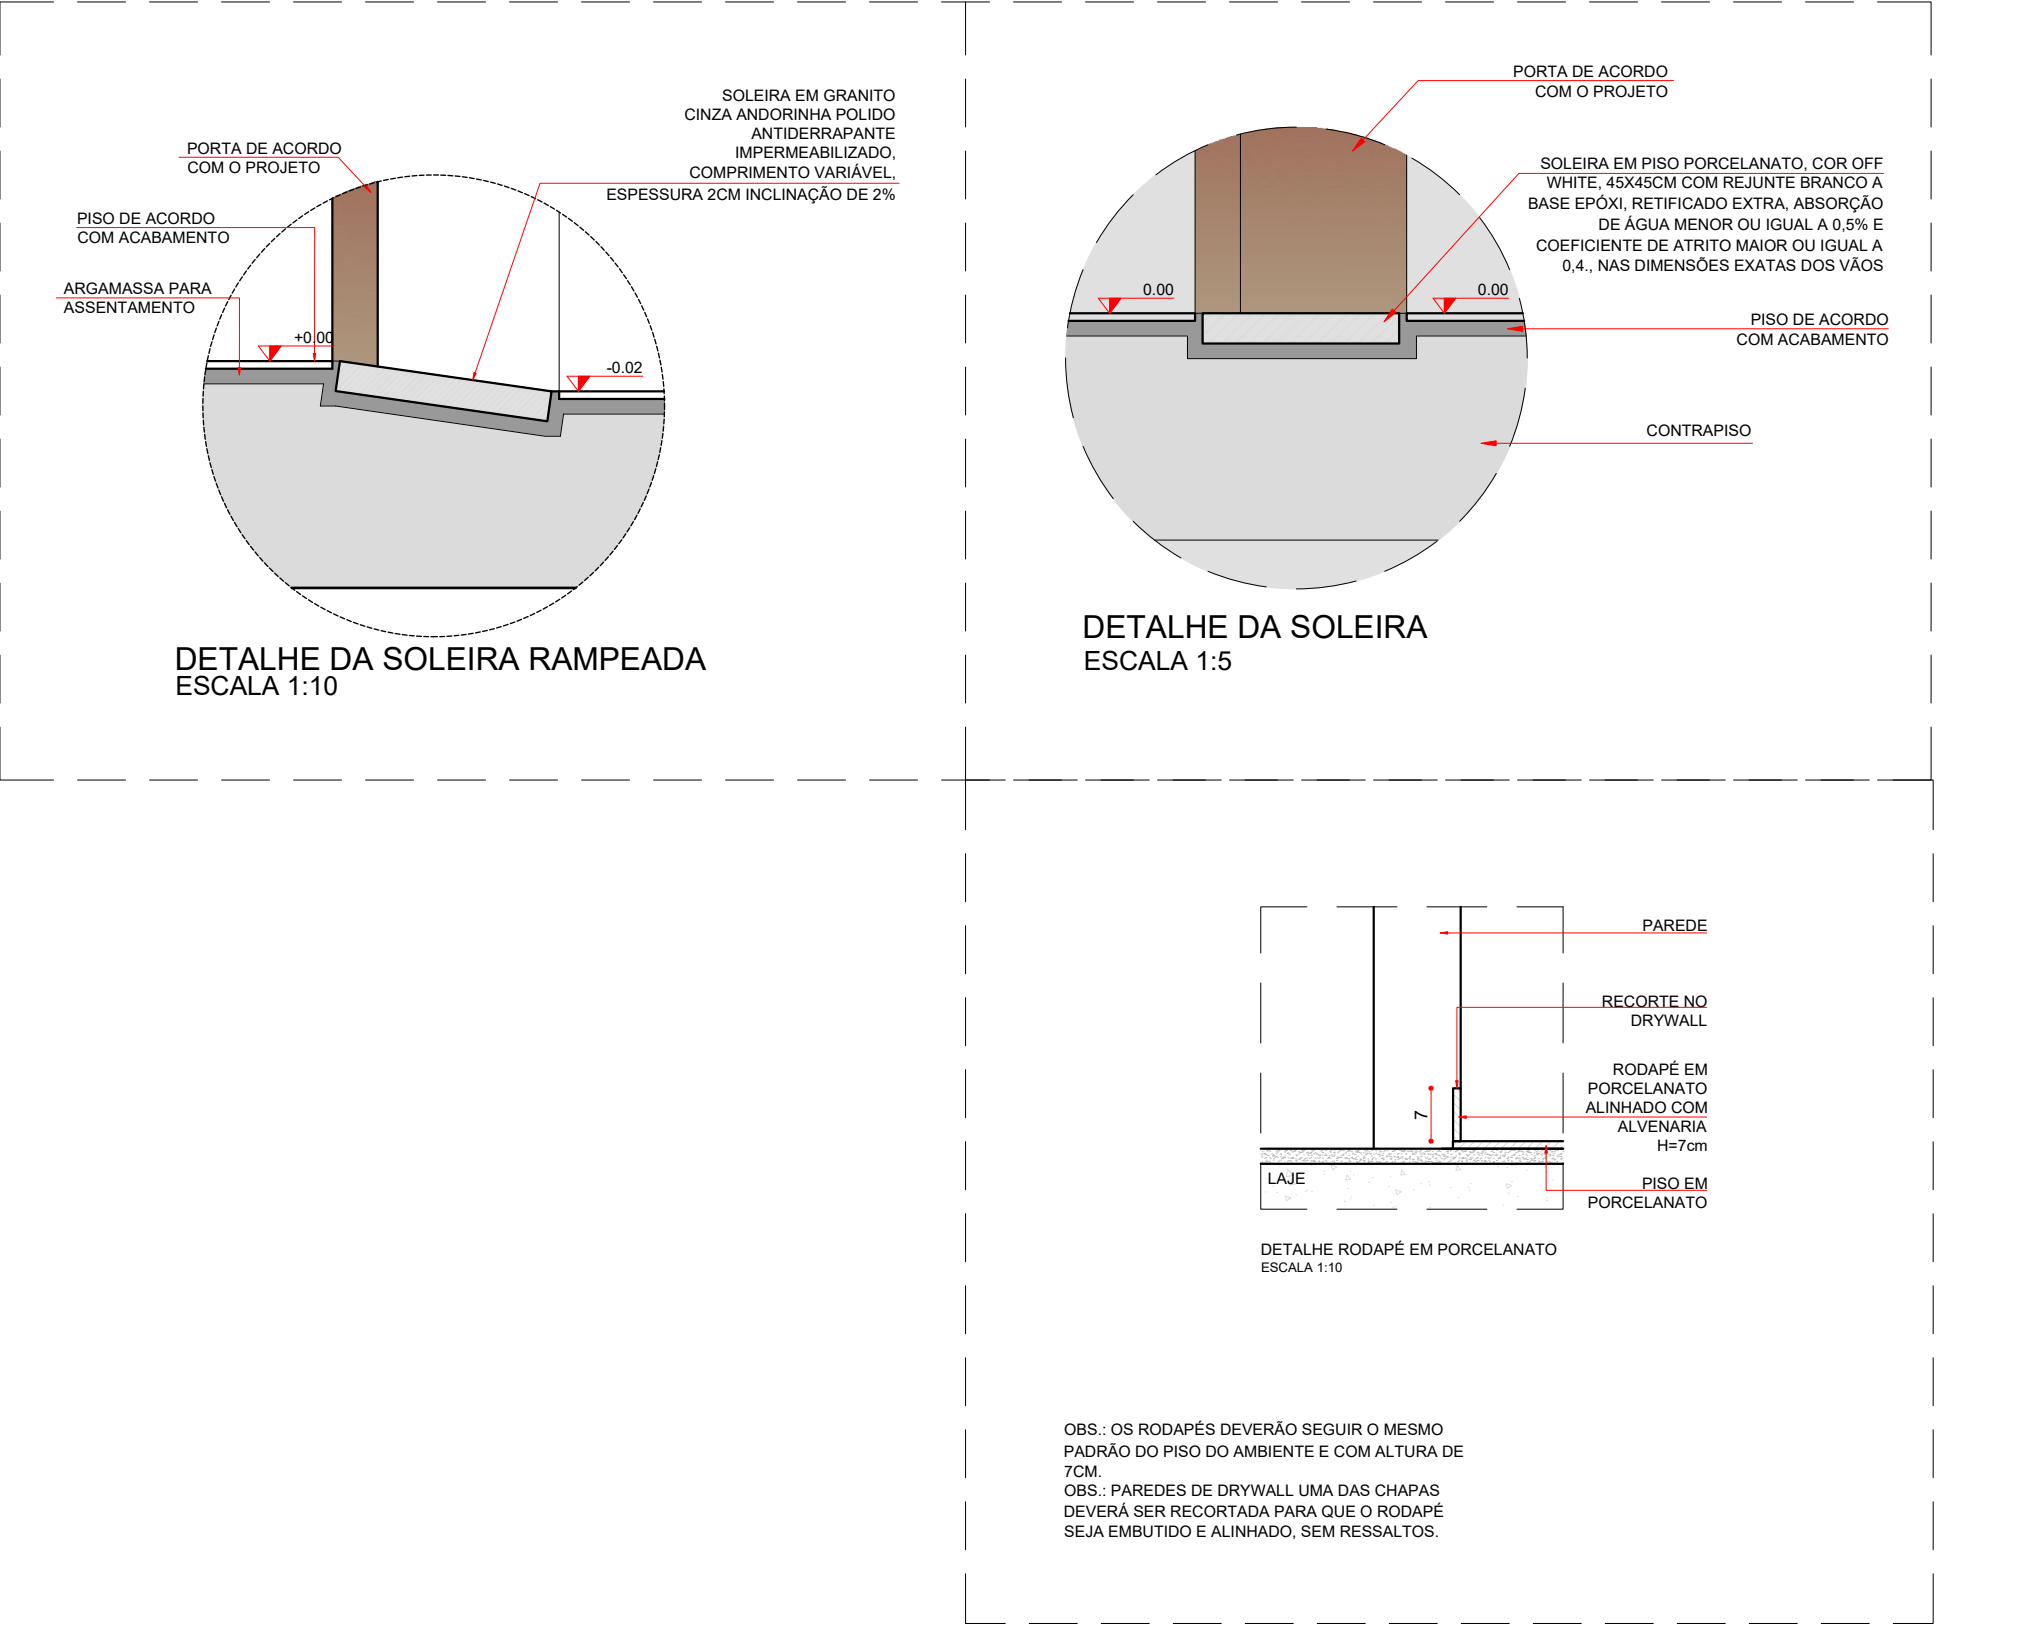 SOLEIRA EM GRANITO
CINZA ANDORINHA POLIDO
ANTIDERRAPANTE
IMPERMEABILIZADO,
COMPRIMENTO VARIÁVEL,
ESPESSURA 2CM INCLINAÇÃO DE 2%
PORTA DE ACORDO
COM O PROJETO
PISO DE ACORDO
COM ACABAMENTO
ARGAMASSA PARA
ASSENTAMENTO
+0.00
-0.02
DETALHE DA SOLEIRA RAMPEADA
ESCALA 1:10
PORTA DE ACORDO
COM O PROJETO
SOLEIRA EM PISO PORCELANATO, COR OFF
WHITE, 45X45CM COM REJUNTE BRANCO A
BASE EPÓXI, RETIFICADO EXTRA, ABSORÇÃO
DE ÁGUA MENOR OU IGUAL A 0,5% E
COEFICIENTE DE ATRITO MAIOR OU IGUAL A
0,4., NAS DIMENSÕES EXATAS DOS VÃOS
0.00
0.00
PISO DE ACORDO
COM ACABAMENTO
CONTRAPISO
DETALHE DA SOLEIRA
ESCALA 1:5
PAREDE
RECORTE NO
DRYWALL
RODAPÉ EM
PORCELANATO
ALINHADO COM
ALVENARIA
H=7cm
7
LAJE
PISO EM
PORCELANATO
DETALHE RODAPÉ EM PORCELANATO
ESCALA 1:10
OBS.: OS RODAPÉS DEVERÃO SEGUIR O MESMO
PADRÃO DO PISO DO AMBIENTE E COM ALTURA DE
7CM.
OBS.: PAREDES DE DRYWALL UMA DAS CHAPAS
DEVERÁ SER RECORTADA PARA QUE O RODAPÉ
SEJA EMBUTIDO E ALINHADO, SEM RESSALTOS.